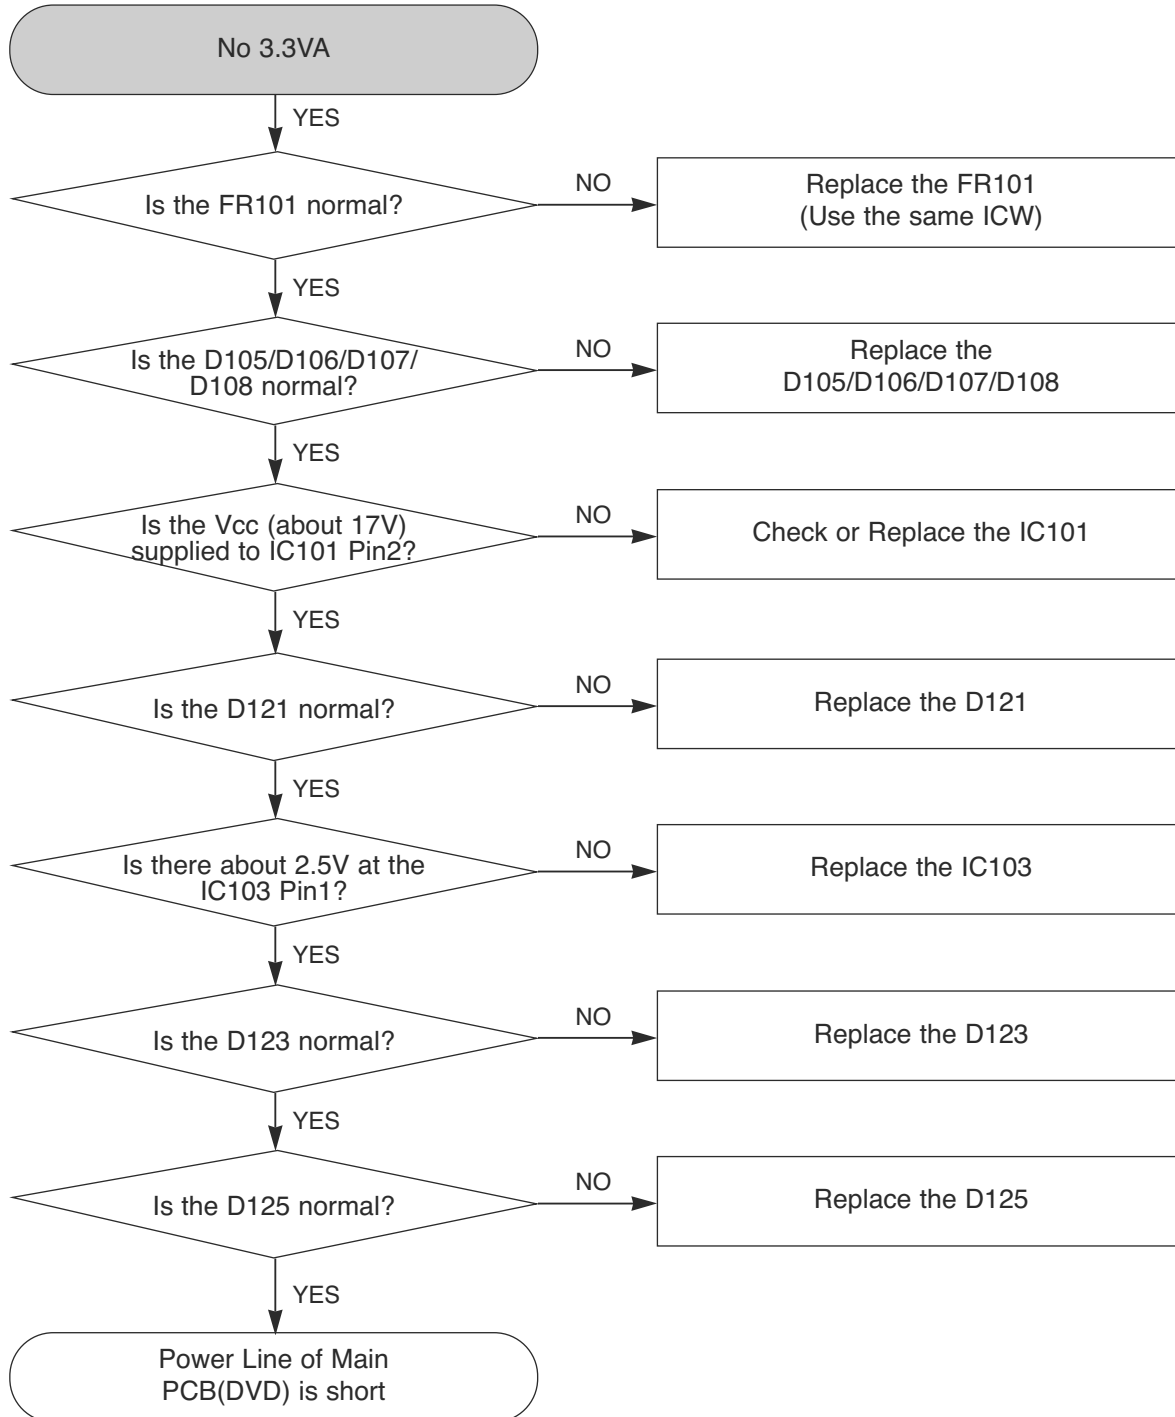 No 3.3VA
YES
Is the FR101 normal?
NO
Replace the FR101
(Use the same ICW)
YES
Is the D105/D106/D107/
D108 normal?
NO
Replace the
D105/D106/D107/D108
YES
Is the Vcc (about 17V)
supplied to IC101 Pin2?
NO
Check or Replace the IC101
YES
Is the D121 normal?
NO
Replace the D121
YES
Is there about 2.5V at the
IC103 Pin1?
NO
Replace the IC103
YES
Is the D123 normal?
NO
Replace the D123
YES
Is the D125 normal?
NO
Replace the D125
YES
Power Line of Main
PCB(DVD) is short